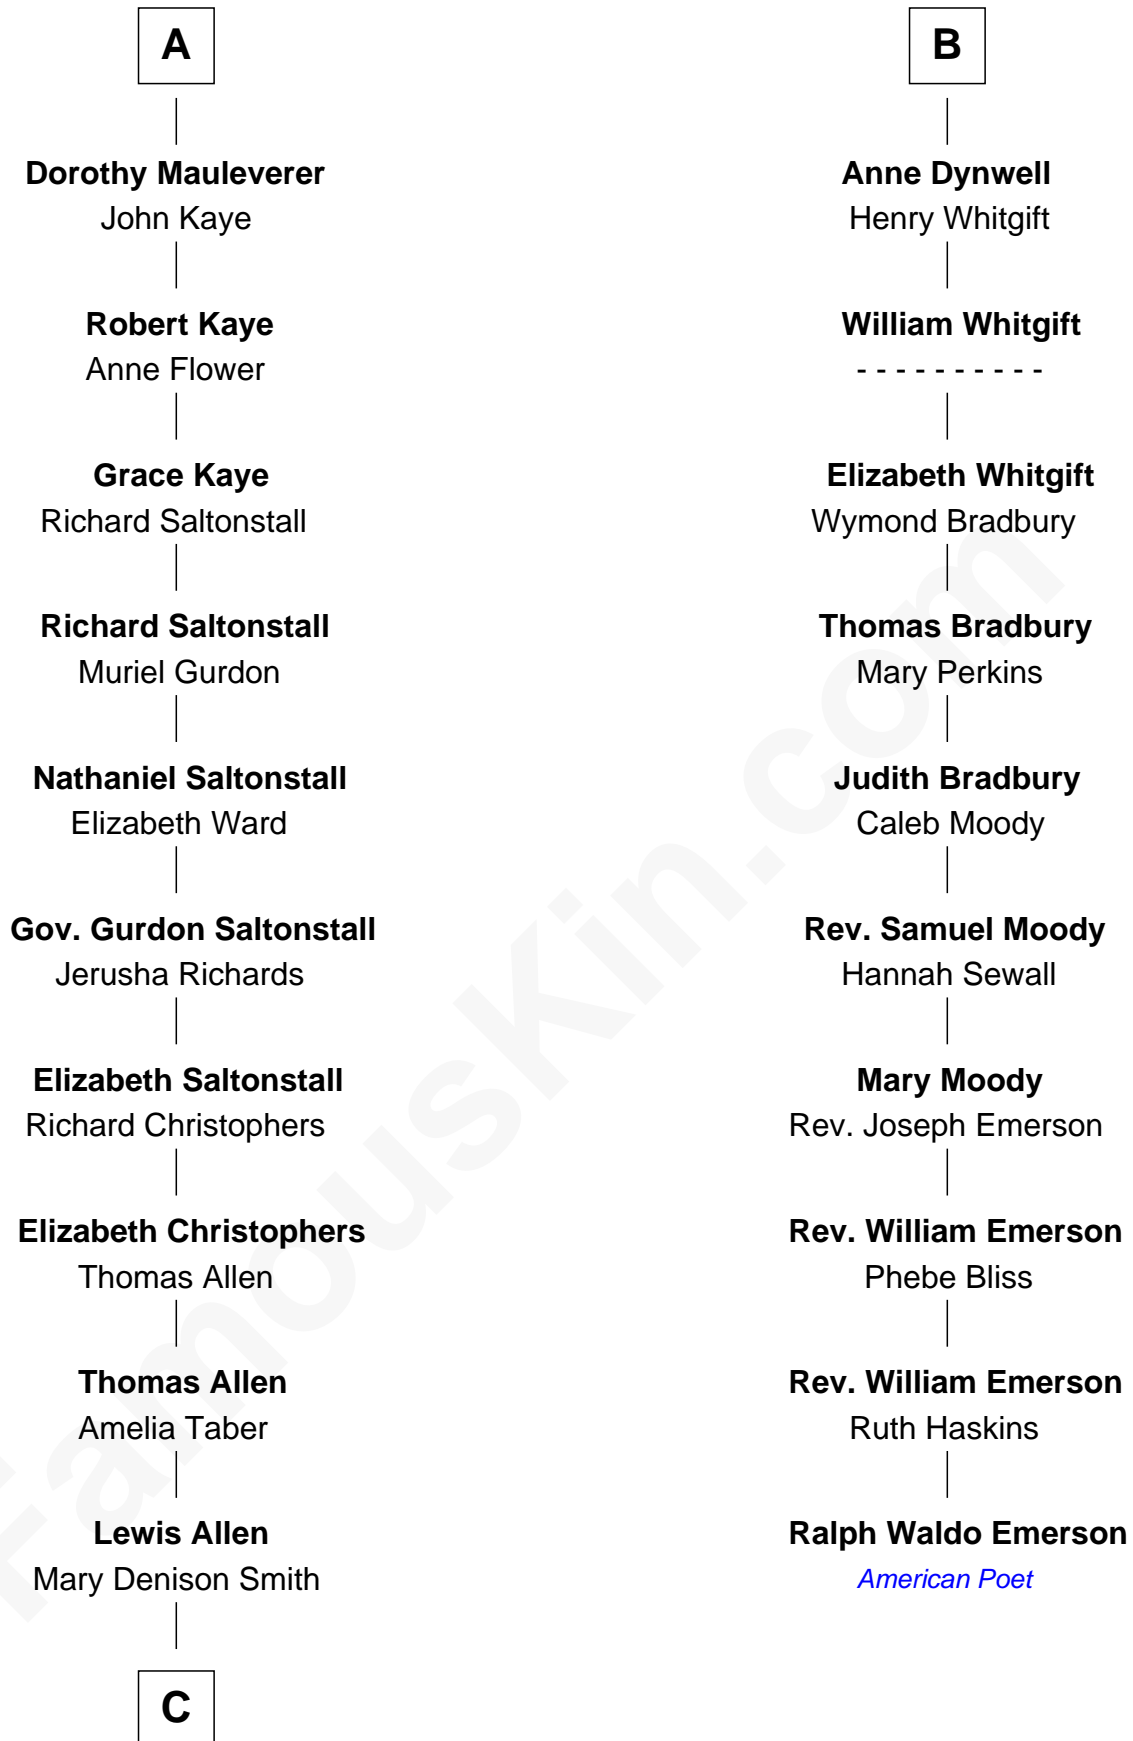 A
Dorothy Mauleverer
John Kaye
Robert Kaye
Anne Flower
Grace Kaye
Richard Saltonstall
Richard Saltonstall
Muriel Gurdon
Nathaniel Saltonstall
Elizabeth Ward
Gov. Gurdon Saltonstall
Jerusha Richards
Elizabeth Saltonstall
Richard Christophers
Elizabeth Christophers
Thomas Allen
Thomas Allen
Amelia Taber
Lewis Allen
Mary Denison Smith
C
B
Anne Dynwell
Henry Whitgift
William Whitgift
- - - - - - - - - -
Elizabeth Whitgift
Wymond Bradbury
Thomas Bradbury
Mary Perkins
Judith Bradbury
Caleb Moody
Rev. Samuel Moody
Hannah Sewall
Mary Moody
Rev. Joseph Emerson
Rev. William Emerson
Phebe Bliss
Rev. William Emerson
Ruth Haskins
Ralph Waldo Emerson
American Poet
FamousKin.com